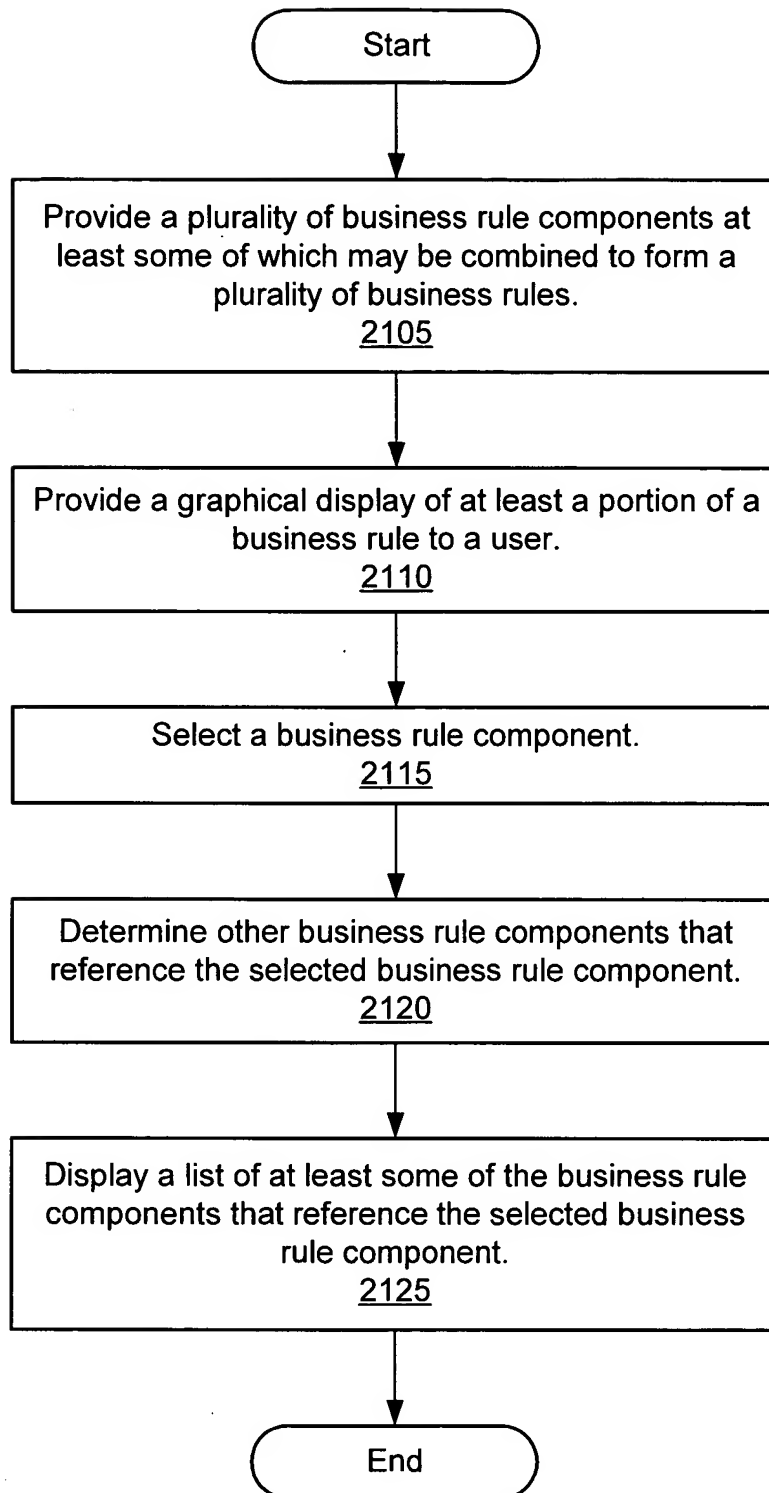 Start
Provide a plurality of business rule components at
least some of which may be combined to form a
plurality of business rules.
2105
Provide a graphical display of at least a portion of a
business rule to a user.
2110
Select a business rule component.
2115
Determine other business rule components that
reference the selected business rule component.
2120
Display a list of at least some of the business rule
components that reference the selected business
rule component.
2125
End